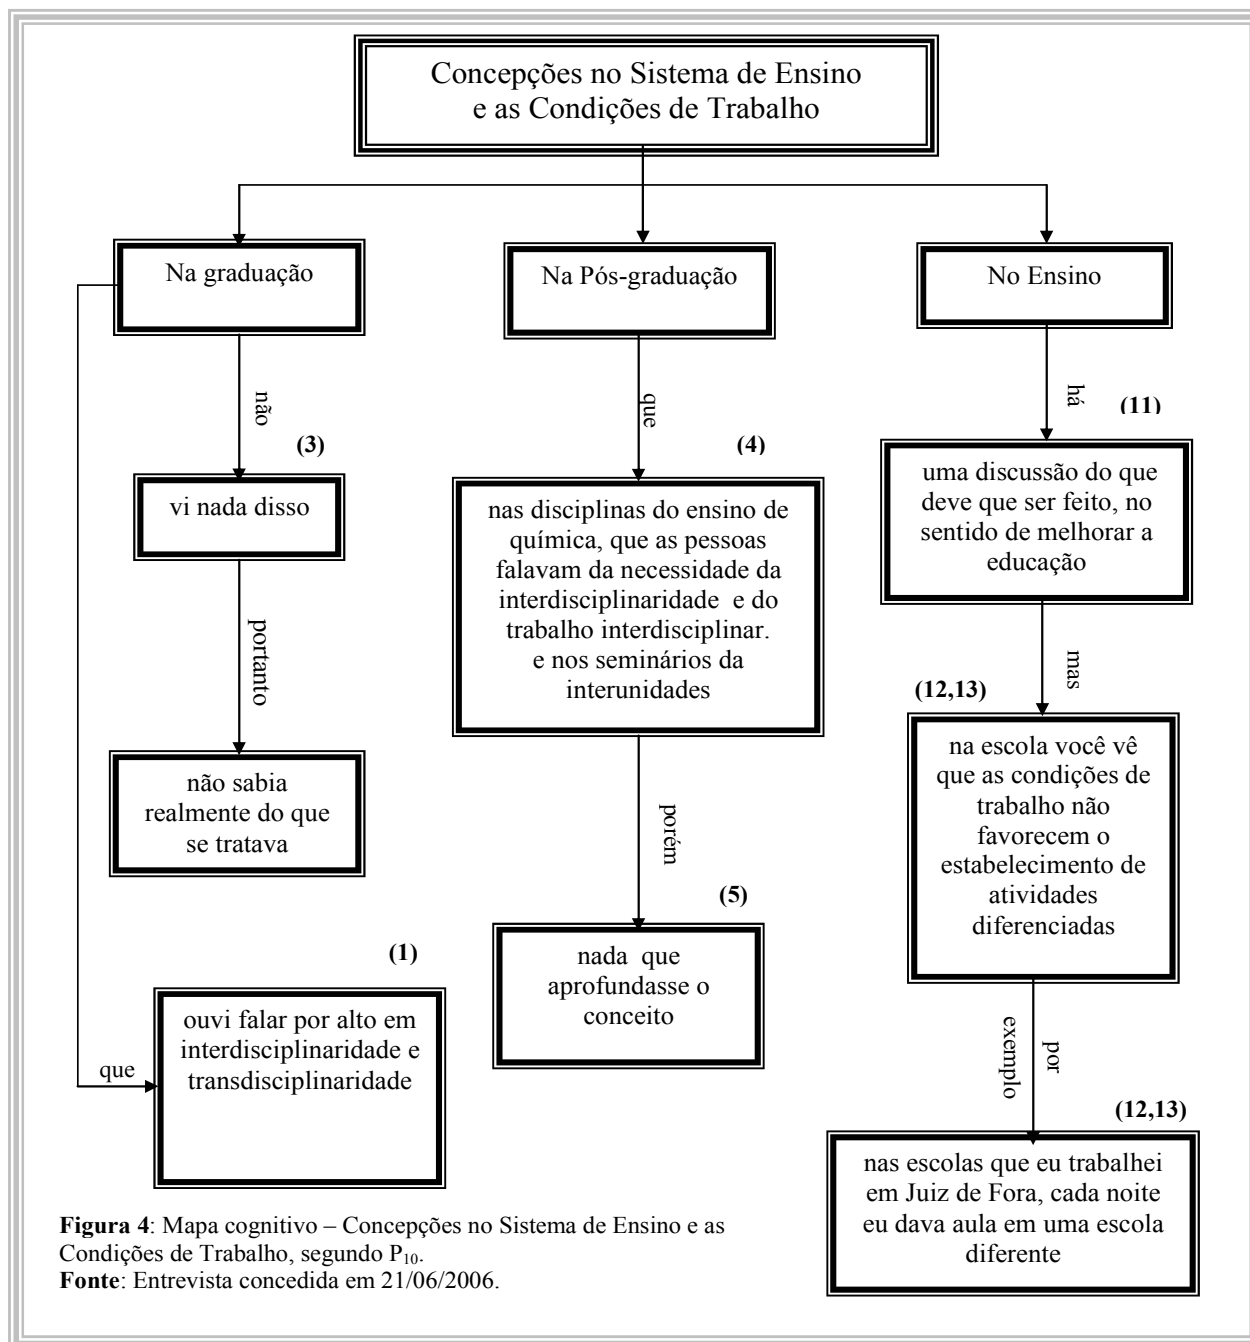 Concepções no Sistema de Ensino
e as Condições de Trabalho
Na graduação
não
(3)
vi nada disso
portanto
não sabia
realmente do que
se tratava
que
(1)
ouvi falar por alto em
interdisciplinaridade e
transdisciplinaridade
Na Pós-graduação
que
(4)
nas disciplinas do ensino de
química, que as pessoas
falavam da necessidade da
interdisciplinaridade e do
trabalho interdisciplinar.
e nos seminários da
interunidades
porém
(5)
nada que
aprofundasse o
conceito
No Ensino
há
(11)
uma discussão do que
deve que ser feito, no
sentido de melhorar a
educação
mas
(12,13)
na escola você vê
que as condições de
trabalho não
favorecem o
estabelecimento de
atividades
diferenciadas
por
exemplo
(12,13)
nas escolas que eu trabalhei
em Juiz de Fora, cada noite
eu dava aula em uma escola
diferente
Figura 4: Mapa cognitivo – Concepções no Sistema de Ensino e as
Condições de Trabalho, segundo P10.
Fonte: Entrevista concedida em 21/06/2006.